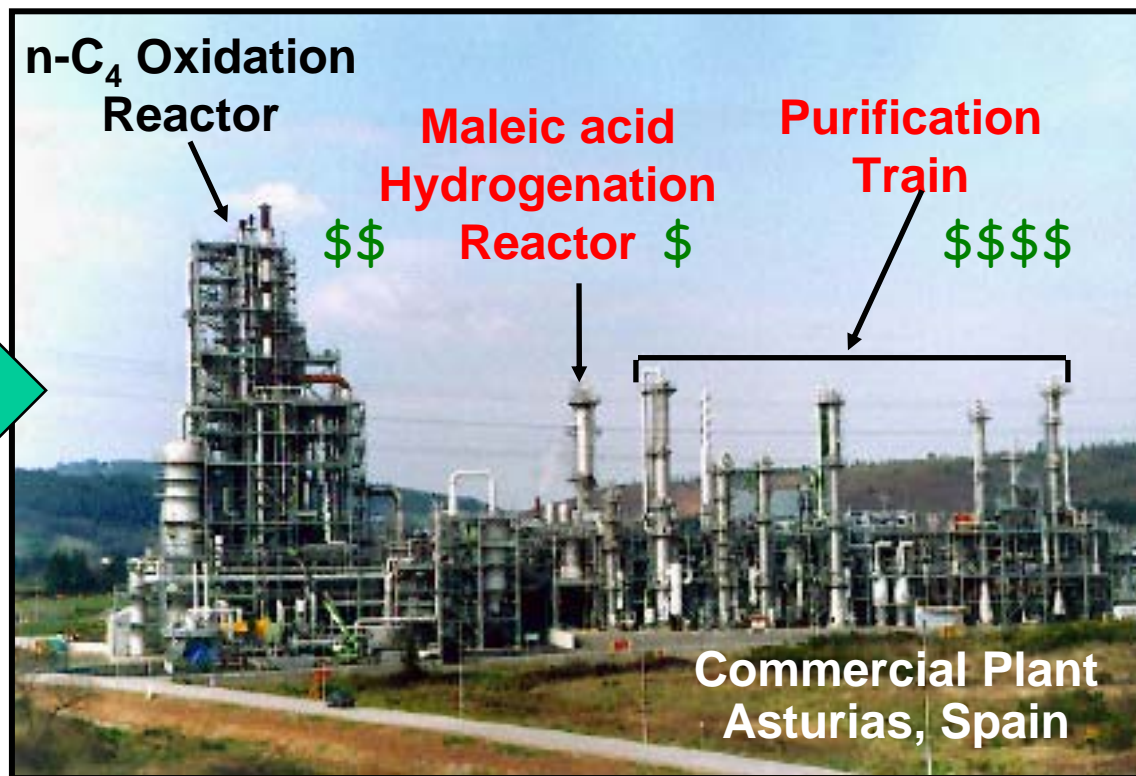 n-C₄ Oxidation
Reactor
$$
Maleic acid
Hydrogenation
Reactor $
Purification
Train
$$$$
Commercial Plant
Asturias, Spain